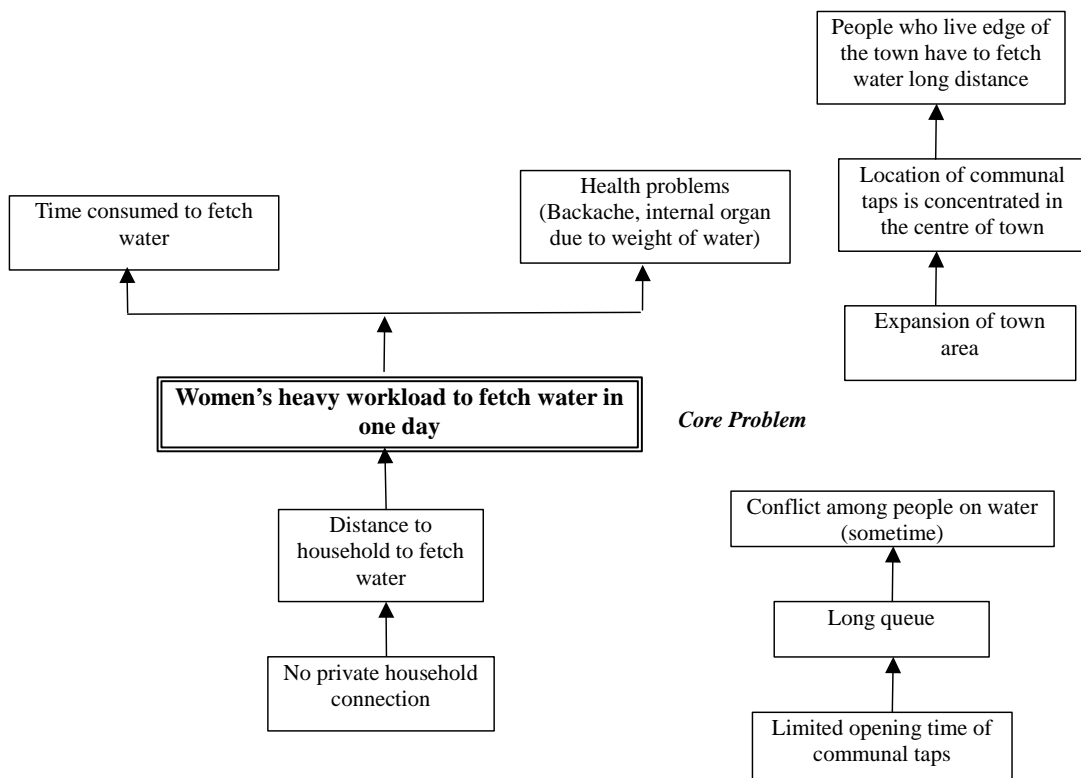 People who live edge of
the town have to fetch
water long distance
Time consumed to fetch
water
Health problems
(Backache, internal organ
due to weight of water)
Location of communal
taps is concentrated in
the centre of town
Expansion of town
area
Women’s heavy workload to fetch water in
one day
Core Problem
Distance to
household to fetch
water
No private household
connection
Conflict among people on water
(sometime)
Long queue
Limited opening time of
communal taps